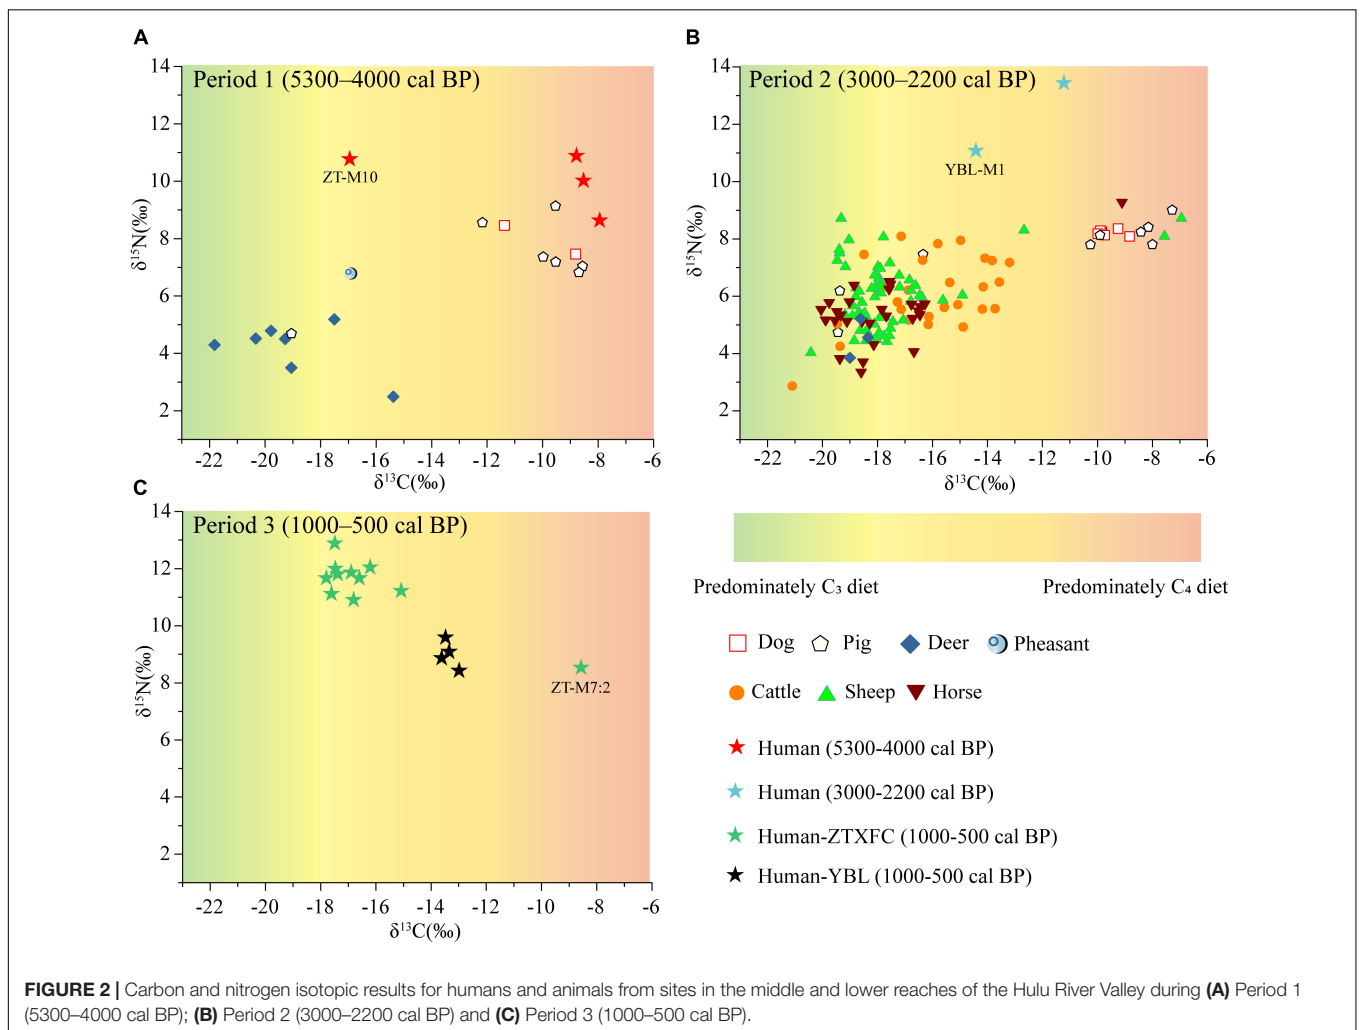 A
B
Period 1 (5300–4000 cal BP)
Period 2 (3000–2200 cal BP)
14
12
10
8
6
4
2
δ¹⁵N(‰)
ZT-M10
-22 -20 -18 -16 -14 -12 -10 -8 -6
δ¹³C(‰)
14
12
10
8
6
4
2
δ¹⁵N(‰)
YBL-M1
-22 -20 -18 -16 -14 -12 -10 -8 -6
δ¹³C(‰)
C
Period 3 (1000–500 cal BP)
14
12
10
8
6
4
2
δ¹⁵N(‰)
ZT-M7:2
-22 -20 -18 -16 -14 -12 -10 -8 -6
δ¹³C(‰)
Predominately C₃ diet Predominately C₄ diet
Dog Pig Deer Pheasant
Cattle Sheep Horse
Human (5300-4000 cal BP)
Human (3000-2200 cal BP)
Human-ZTXFC (1000-500 cal BP)
Human-YBL (1000-500 cal BP)
FIGURE 2 | Carbon and nitrogen isotopic results for humans and animals from sites in the middle and lower reaches of the Hulu River Valley during (A) Period 1
(5300–4000 cal BP); (B) Period 2 (3000–2200 cal BP) and (C) Period 3 (1000–500 cal BP).